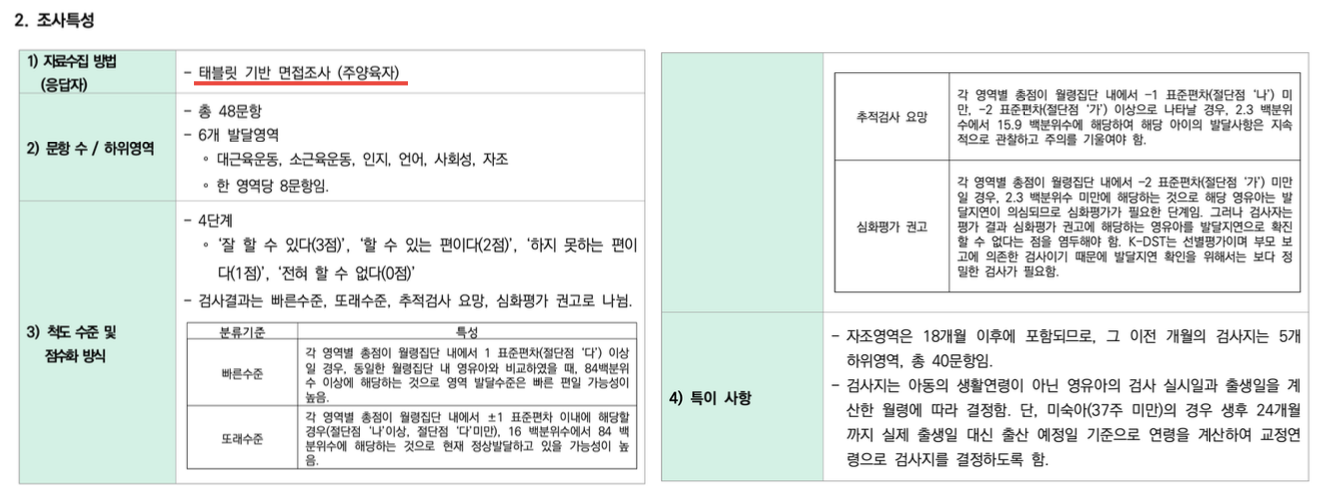 2. 조사특성
1) 자료수집 방법
(응답자)
- 태블릿 기반 면접조사 (주양육자)
2) 문항 수 / 하위영역
- 총 48문항
- 6개 발달영역
∘ 대근육운동, 소근육운동, 인지, 언어, 사회성, 자조
∘ 한 영역당 8문항임.
3) 척도 수준 및
점수화 방식
- 4단계
∘ '잘 할 수 있다(3점)', '할 수 있는 편이다(2점)', '하지 못하는 편이
다(1점)', '전혀 할 수 없다(0점)'
- 검사결과는 빠른수준, 또래수준, 추적검사 요망, 심화평가 권고로 나뉨.
분류기준
특성
빠른수준
각 영역별 총점이 월령집단 내에서 1 표준편차(절단점 '다') 이상
일 경우, 동일한 월령집단 내 영유아와 비교하였을 때, 84백분위
수 이상에 해당하는 것으로 영역 발달수준은 빠른 편일 가능성이
높음.
또래수준
각 영역별 총점이 월령집단 내에서 ±1 표준편차 이내에 해당할
경우(절단점 '나'이상, 절단점 '다'미만), 16 백분위수에서 84 백
분위수에 해당하는 것으로 현재 정상발달하고 있을 가능성이 높
음.
추적검사 요망
각 영역별 총점이 월령집단 내에서 -1 표준편차(절단점 '나') 미
만, -2 표준편차(절단점 '가') 이상으로 나타날 경우, 2.3 백분위
수에서 15.9 백분위수에 해당하여 해당 아이의 발달사항은 지속
적으로 관찰하고 주의를 기울여야 함.
심화평가 권고
각 영역별 총점이 월령집단 내에서 -2 표준편차(절단점 '가') 미만
일 경우, 2.3 백분위수 미만에 해당하는 것으로 해당 영유아는 발
달지연이 의심되므로 심화평가가 필요한 단계임. 그러나 검사자는
평가 결과 심화평가 권고에 해당하는 영유아를 발달지연으로 확진
할 수 없다는 점을 염두해야 함. K-DST는 선별평가이며 부모 보
고에 의존한 검사이기 때문에 발달지연 확인을 위해서는 보다 정
밀한 검사가 필요함.
4) 특이 사항
- 자조영역은 18개월 이후에 포함되므로, 그 이전 개월의 검사지는 5개
하위영역, 총 40문항임.
- 검사지는 아동의 생활연령이 아닌 영유아의 검사 실시일과 출생일을 계
산한 월령에 따라 결정함. 단, 미숙아(37주 미만)의 경우 생후 24개월
까지 실제 출생일 대신 출산 예정일 기준으로 연령을 계산하여 교정연
령으로 검사지를 결정하도록 함.